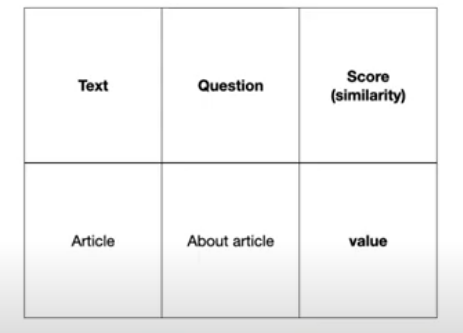 Text
Question
Score
(similarity)
Article
About article
value